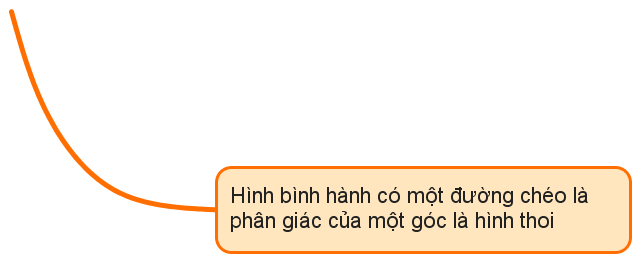 Hình bình hành có một đường chéo là
phân giác của một góc là hình thoi